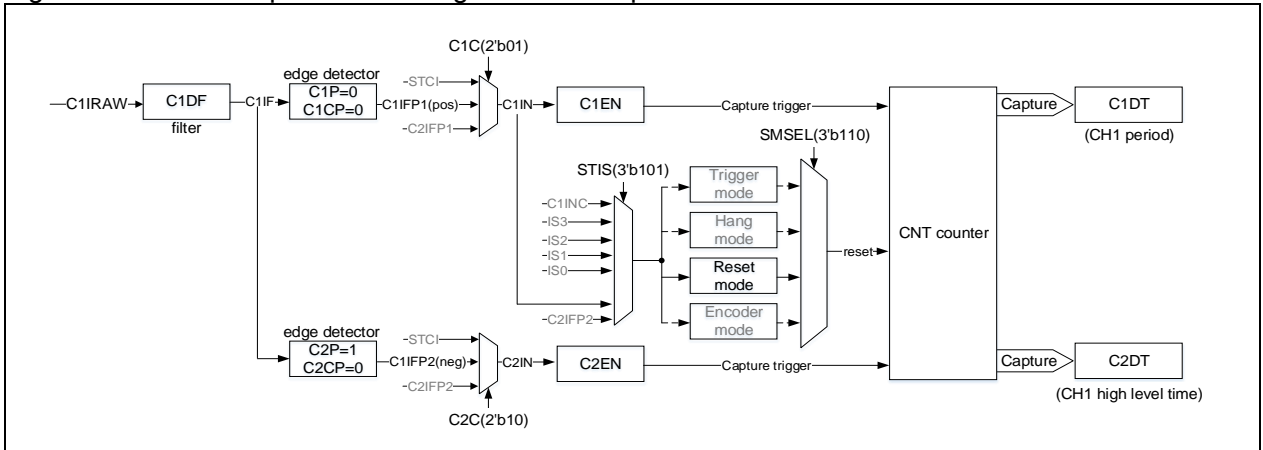 C1C(2'b01)
edge detector
C1P=0
C1CP=0
STCI
C1IRAW
C1DF
filter
C1IF
C1IFP1(pos)
C1IN
C2IFP1
C1EN
Capture trigger
Capture
C1DT
(CH1 period)
SMSEL(3'b110)
STIS(3'b101)
C1INC
IS3
IS2
IS1
IS0
C2IFP2
Trigger
mode
Hang
mode
Reset
mode
Encoder
mode
reset
CNT counter
edge detector
C2P=1
C2CP=0
STCI
C1IFP2(neg)
C2IN
C2IFP2
C2EN
Capture trigger
Capture
C2DT
(CH1 high level time)
C2C(2'b10)